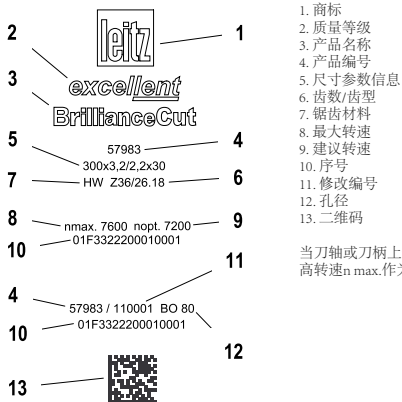 leitz
1
2
excellent
3
BrillianceCut
57983
4
5
300x3,2/2,2x30
7
HW Z36/26.18
6
8
nmax. 7600 nopt. 7200
9
10
01F3322200010001
11
4
57983 / 110001 BO 80
10
01F3322200010001
12
13
1. 商标
2. 质量等级
3. 产品名称
4. 产品编号
5. 尺寸参数信息
6. 齿数/齿型
7. 锯齿材料
8. 最大转速
9. 建议转速
10. 序号
11. 修改编号
12. 孔径
13. 二维码
当刀轴或刀柄上
高转速n max.作